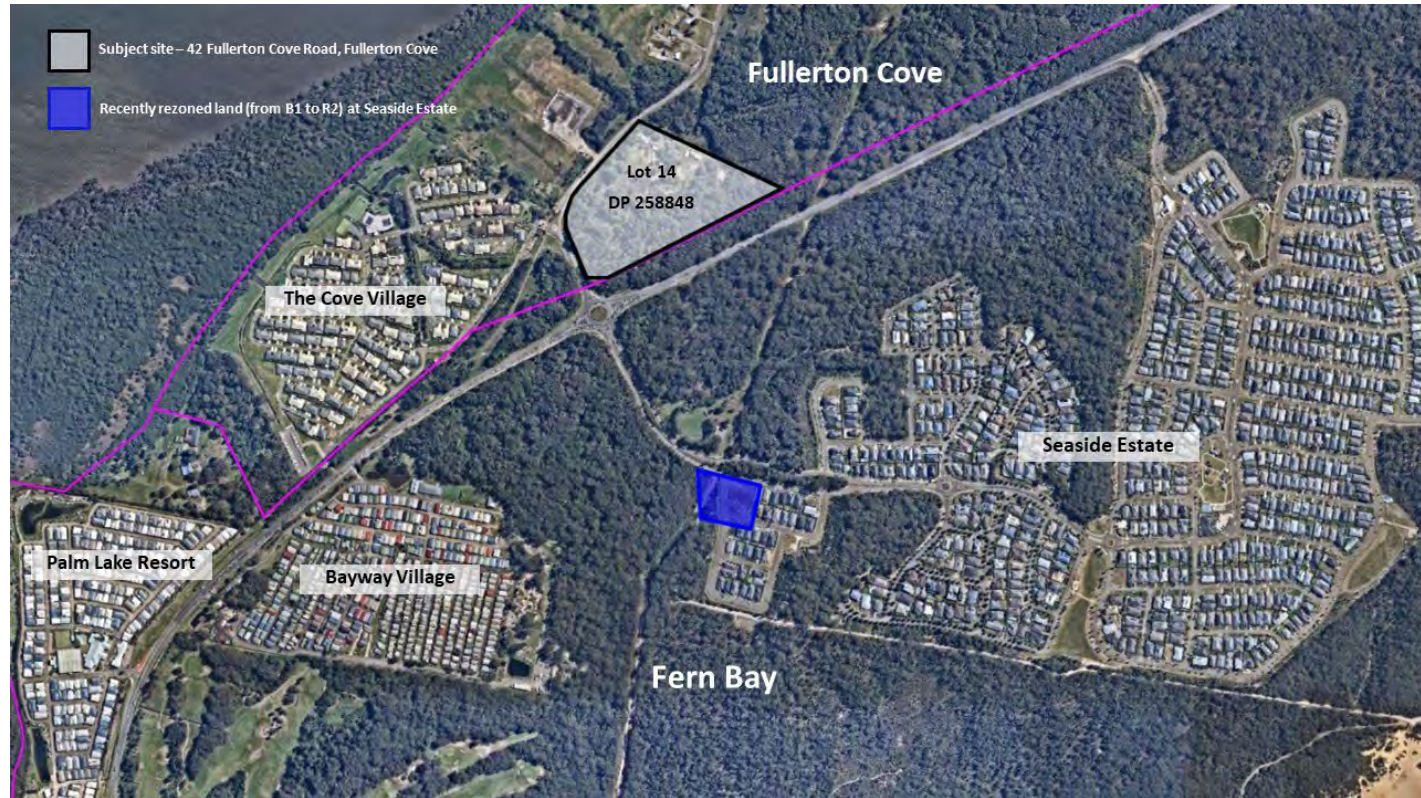 Subject site – 42 Fullerton Cove Road, Fullerton Cove
Recently rezoned land (from B1 to R2) at Seaside Estate
Fullerton Cove
Lot 14
DP 258848
The Cove Village
Seaside Estate
Palm Lake Resort
Bayway Village
Fern Bay